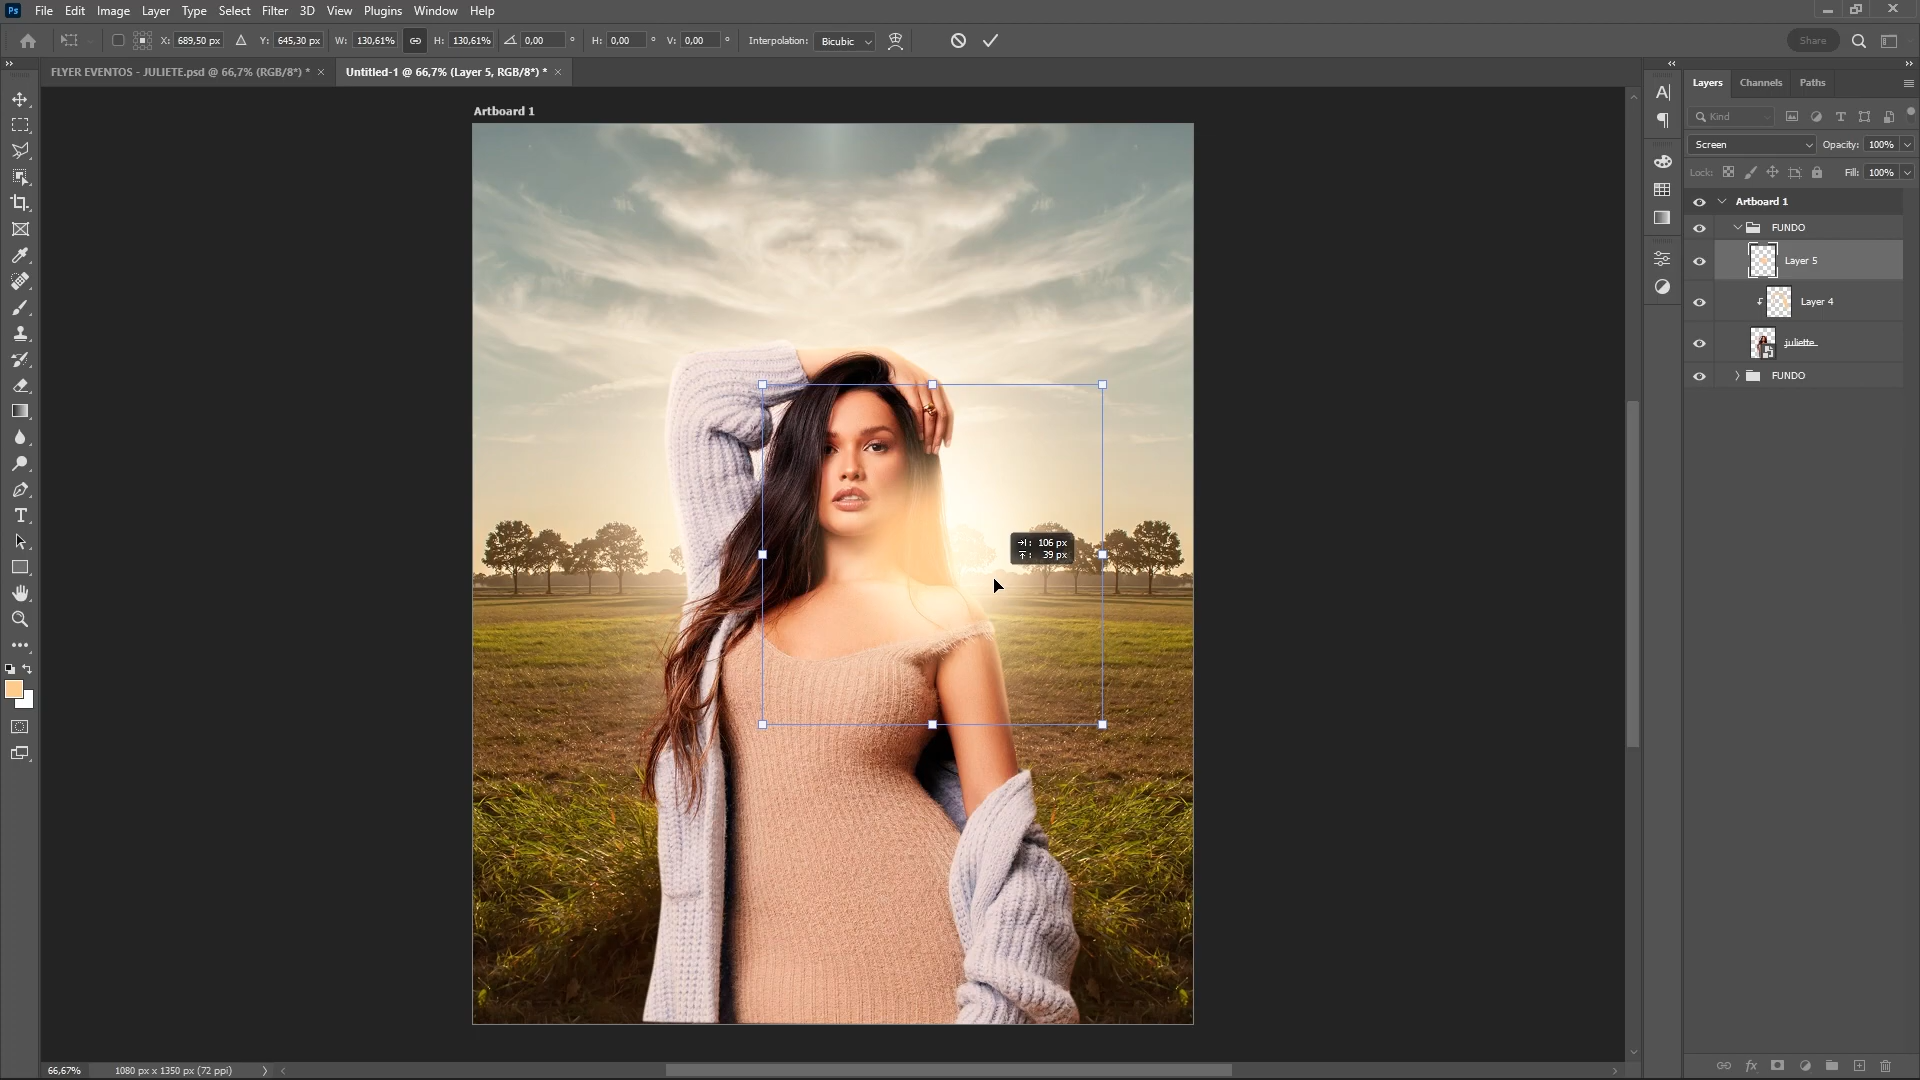 Ps File Edit Image Layer Type Select Filter 3D View Plugins Window Help
X: 689,50 px Y: 645,30 px W: 130,61% H: 130,61% 0,00 ° H: 0,00 ° V: 0,00 ° Interpolation: Bicubic Share
FLYER EVENTOS - JULIETE.psd @ 66,7% (RGB/8*) * × Untitled-1 @ 66,7% (Layer 5, RGB/8*) * ×
Artboard 1
106 px
39 px
66,67% 1080 px x 1350 px (72 ppi)
Layers Channels Paths
Kind
Screen Opacity: 100%
Lock: Fill: 100%
Artboard 1
FUNDO
Layer 5
Layer 4
juliette
FUNDO